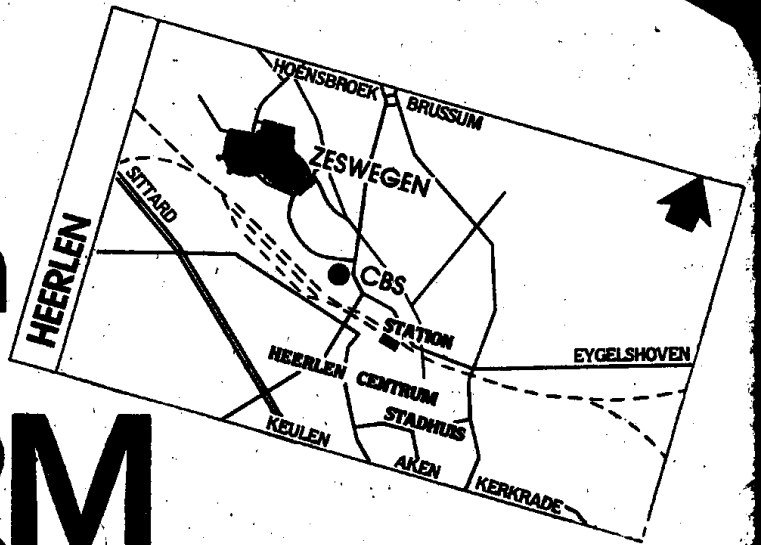 HOENSBROEK
BRUSSUM
ZESWEGEN
SITTARD
HEERLEN
CBS
STATION
EYGELSHOVEN
HEERLEN CENTRUM
STADHUIS
KEULEN
AKEN
KERKRADE